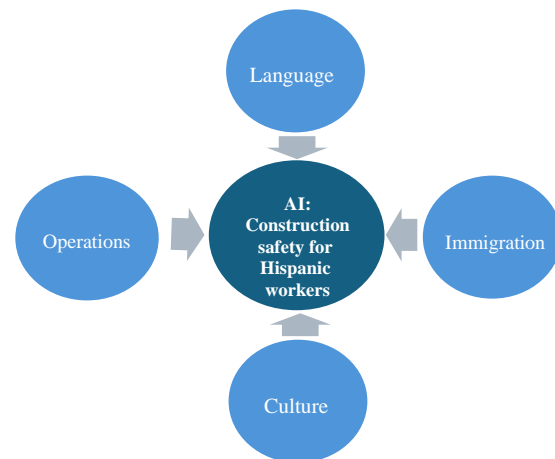 Language
AI:
Construction
safety for
Hispanic
workers
Operations
Immigration
Culture